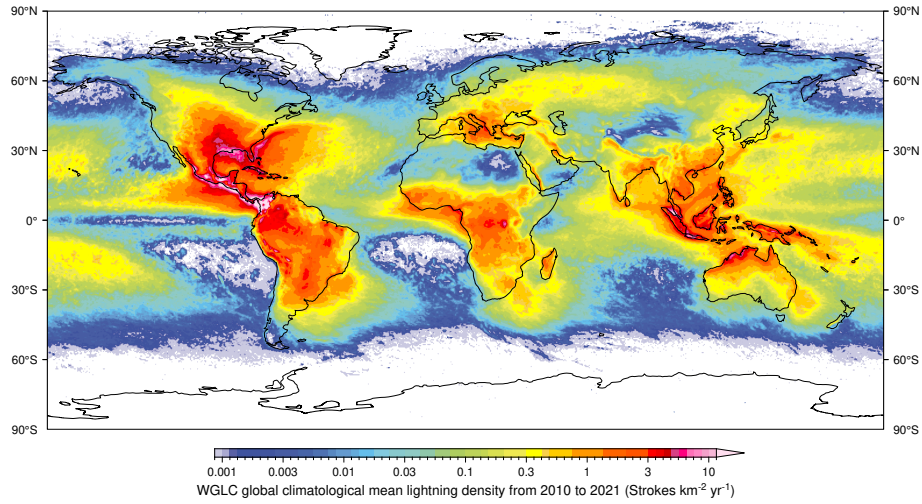 90°N 90°N
60°N 60°N
30°N 30°N
0° 0°
30°S 30°S
60°S 60°S
90°S 90°S
0.001 0.003 0.01 0.03 0.1 0.3 1 3 10
WGLC global climatological mean lightning density from 2010 to 2021 (Strokes km⁻² yr⁻¹)